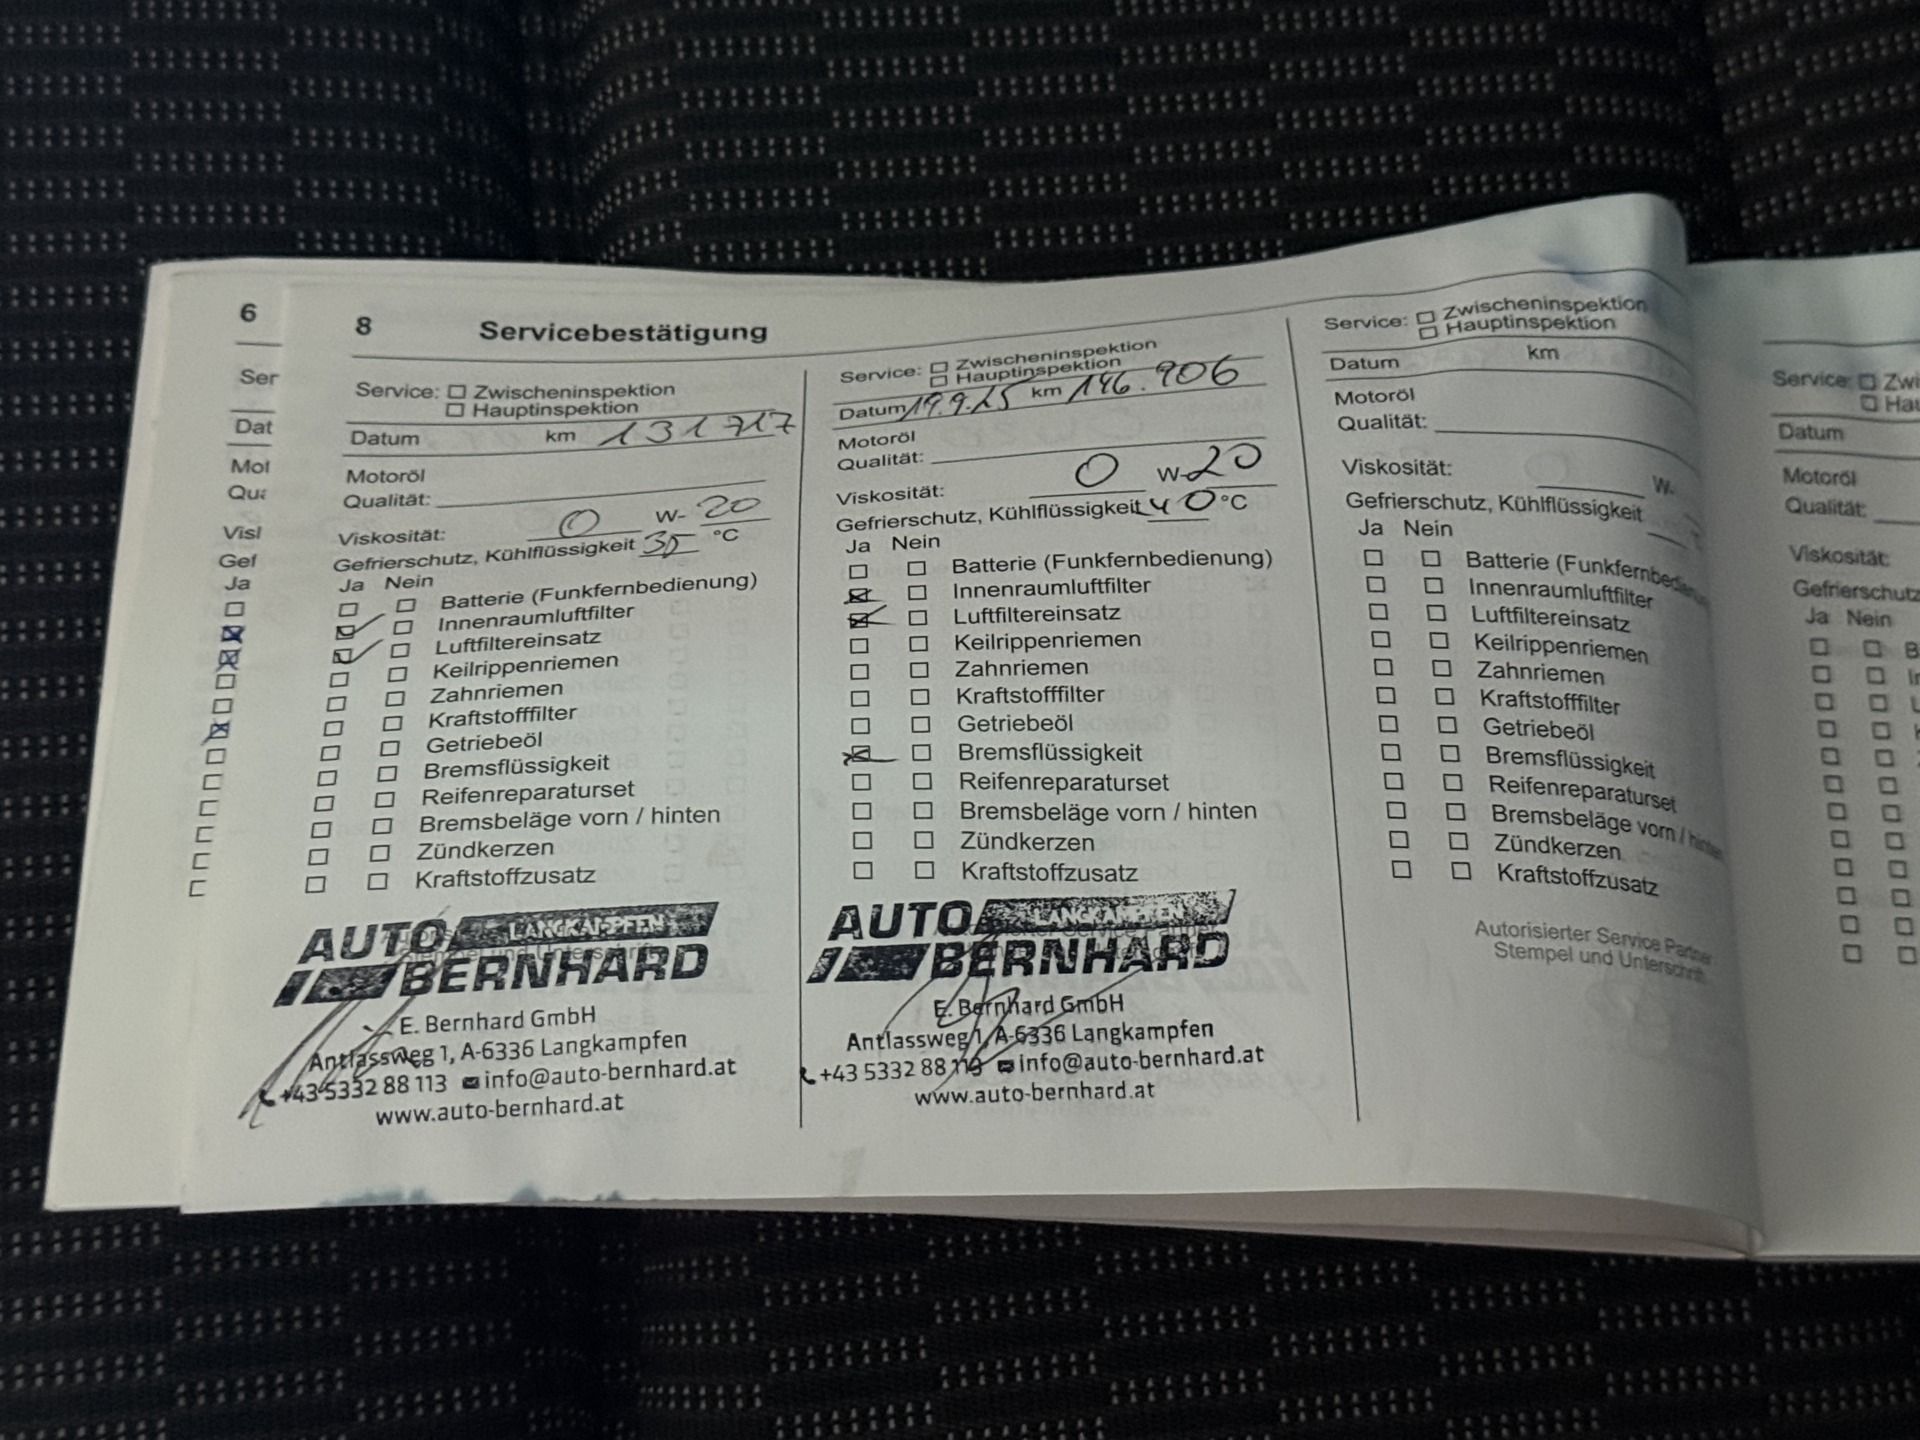 6
Ser
Dat
Mot
Qua
Visl
Gef
Ja
8 Servicebestätigung
Service: Zwischeninspektion
Hauptinspektion
Datum km 131717
Motoröl
Qualität:
Viskosität: 0 W- 20
Gefrierschutz, Kühlflüssigkeit 35 °C
Ja Nein
Batterie (Funkfernbedienung)
Innenraumluftfilter
Luftfiltereinsatz
Keilrippenriemen
Zahnriemen
Kraftstofffilter
Getriebeöl
Bremsflüssigkeit
Reifenreparaturset
Bremsbeläge vorn / hinten
Zündkerzen
Kraftstoffzusatz
AUTO LANGKAMPFEN
BERNHARD
E. Bernhard GmbH
Antlassweg 1, A-6336 Langkampfen
+43 5332 88 113 info@auto-bernhard.at
www.auto-bernhard.at
Service: Zwischeninspektion
Hauptinspektion
Datum 19.9.25 km 146.906
Motoröl
Qualität:
Viskosität: 0 W- 20
Gefrierschutz, Kühlflüssigkeit 40 °C
Ja Nein
Batterie (Funkfernbedienung)
Innenraumluftfilter
Luftfiltereinsatz
Keilrippenriemen
Zahnriemen
Kraftstofffilter
Getriebeöl
Bremsflüssigkeit
Reifenreparaturset
Bremsbeläge vorn / hinten
Zündkerzen
Kraftstoffzusatz
AUTO LANGKAMPFEN
BERNHARD
E. Bernhard GmbH
Antlassweg 1, A-6336 Langkampfen
+43 5332 88 113 info@auto-bernhard.at
www.auto-bernhard.at
Service: Zwischeninspektion
Hauptinspektion
Datum km
Motoröl
Qualität:
Viskosität: W-
Gefrierschutz, Kühlflüssigkeit
Ja Nein
Batterie (Funkfernbedienung)
Innenraumluftfilter
Luftfiltereinsatz
Keilrippenriemen
Zahnriemen
Kraftstofffilter
Getriebeöl
Bremsflüssigkeit
Reifenreparaturset
Bremsbeläge vorn / hinten
Zündkerzen
Kraftstoffzusatz
Autorisierter Service Partner
Stempel und Unterschrift
Service: Zwi
Hau
Datum
Motoröl
Qualität:
Viskosität:
Gefrierschutz
Ja Nein